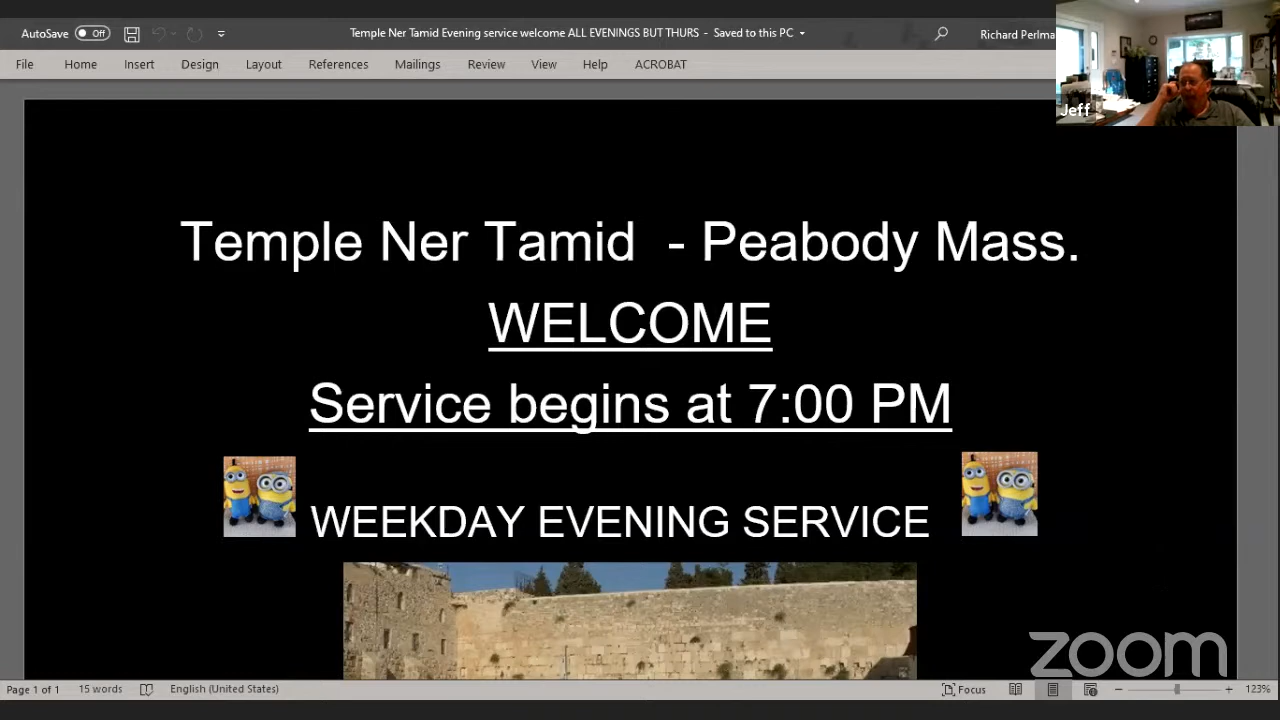 AutoSave Off
Temple Ner Tamid Evening service welcome ALL EVENINGS BUT THURS - Saved to this PC
Richard Perlma
File Home Insert Design Layout References Mailings Review View Help ACROBAT
Jeff
Temple Ner Tamid - Peabody Mass.
WELCOME
Service begins at 7:00 PM
WEEKDAY EVENING SERVICE
zoom
Page 1 of 1 15 words English (United States) Focus 123%